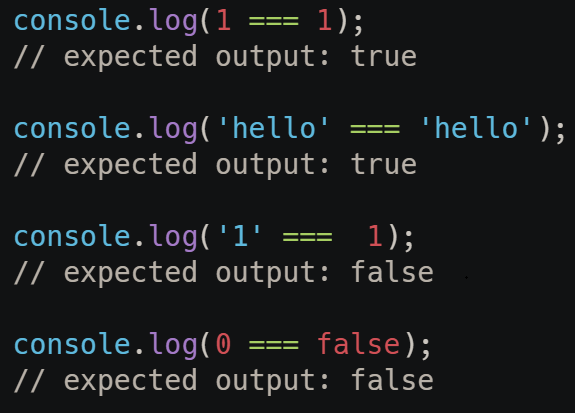 console.log(1 === 1);
// expected output: true
console.log('hello' === 'hello');
// expected output: true
console.log('1' ===  1);
// expected output: false
console.log(0 === false);
// expected output: false